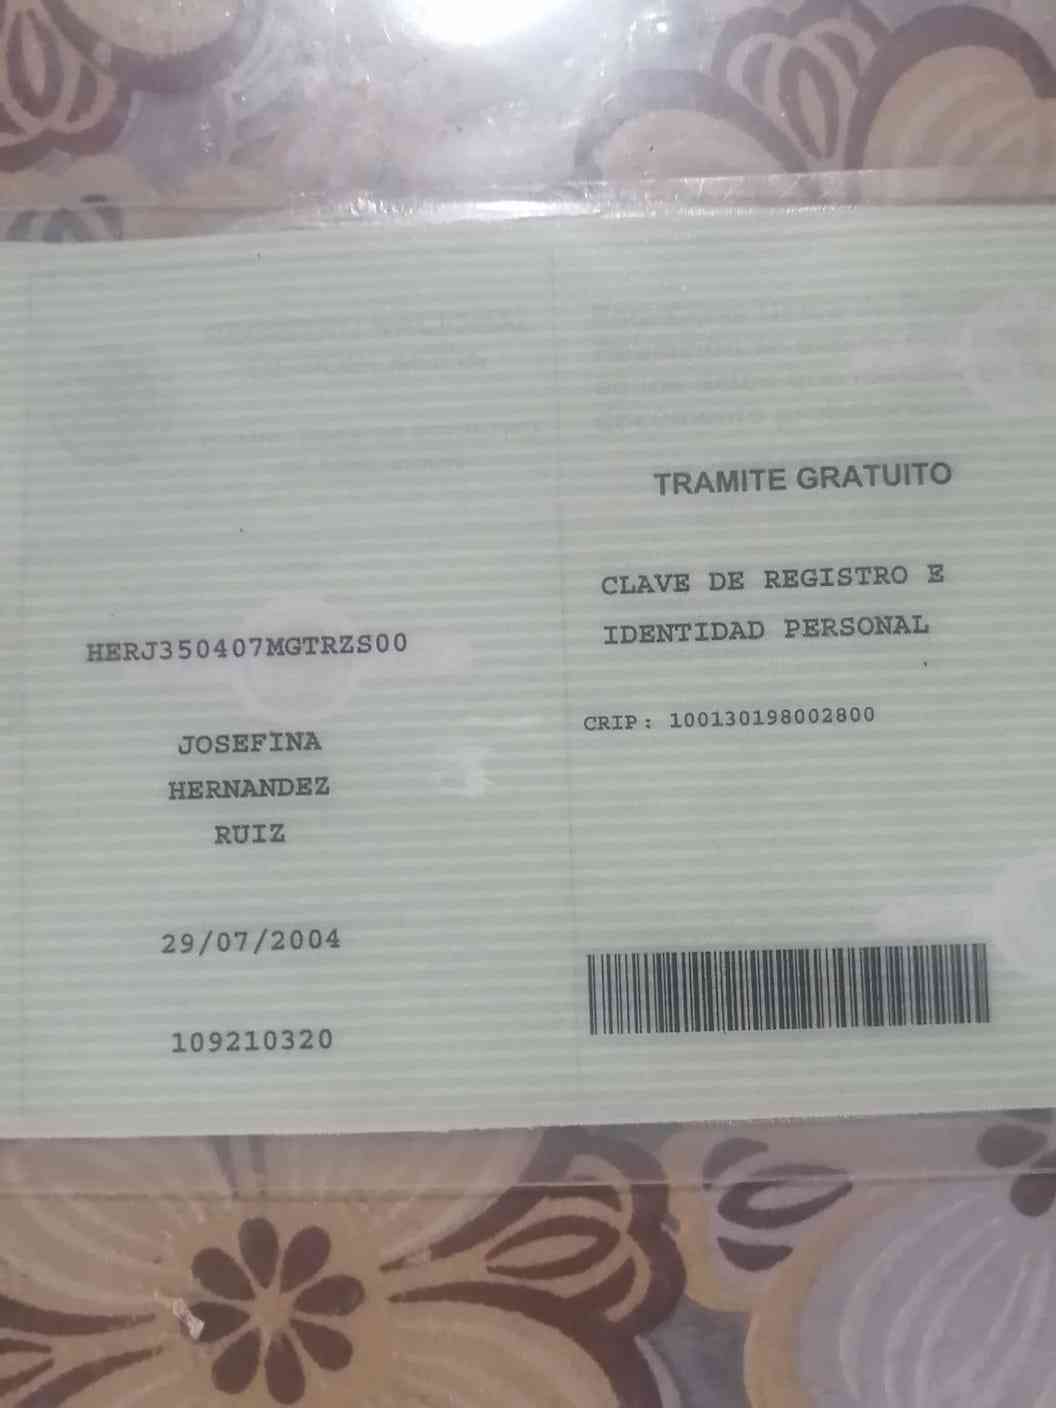 HERJ350407MGTRZS00
JOSEFINA
HERNANDEZ
RUIZ
29/07/2004
109210320
TRAMITE GRATUITO
CLAVE DE REGISTRO E
IDENTIDAD PERSONAL
CRIP: 100130198002800